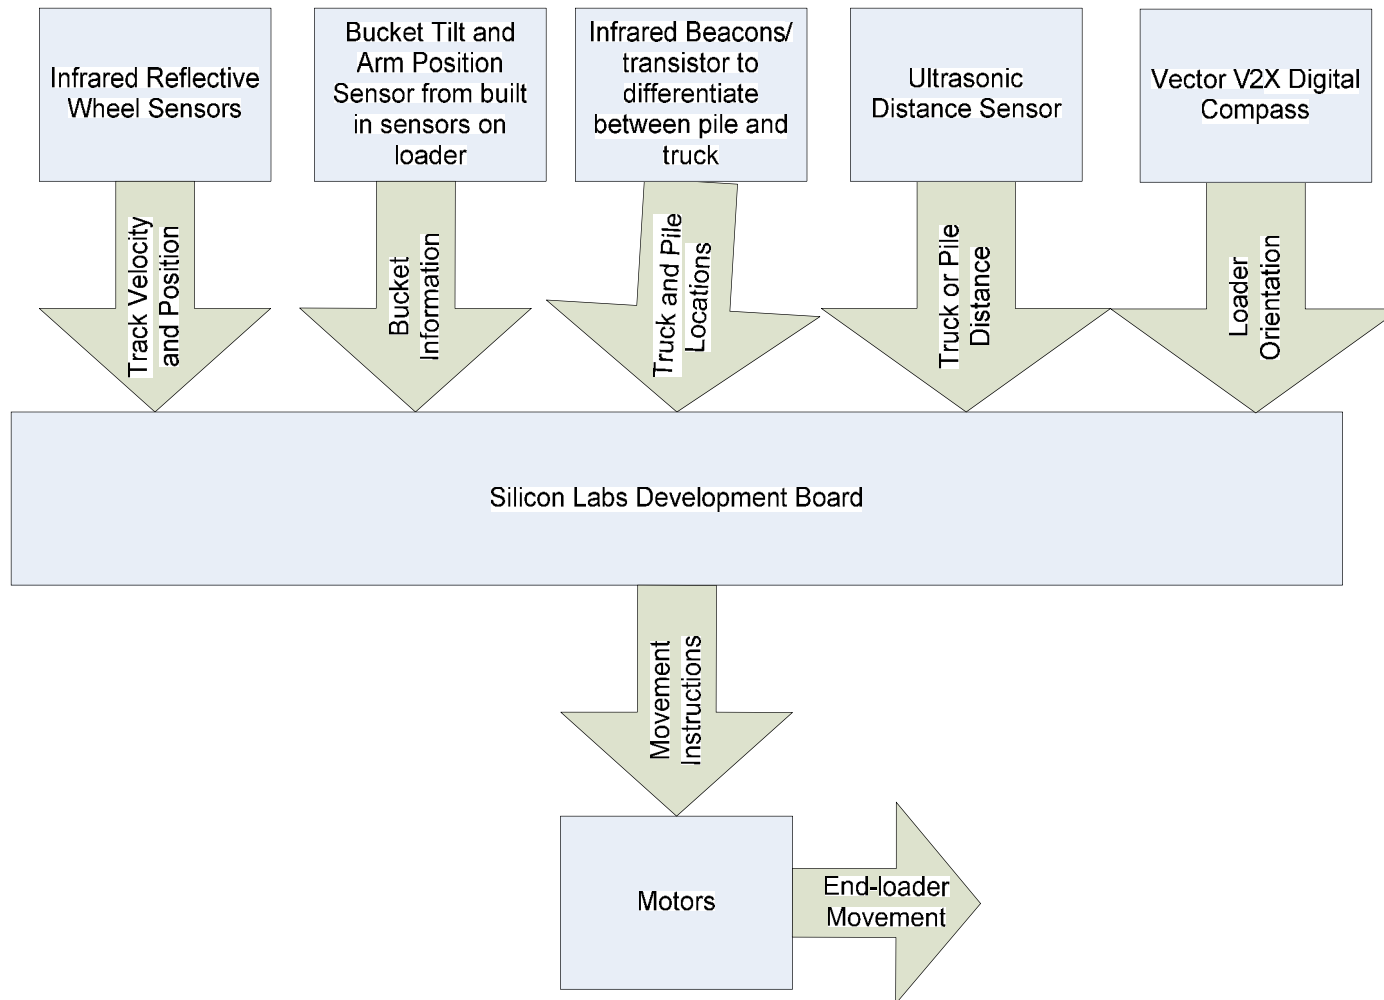 Infrared Reflective
Wheel Sensors
Bucket Tilt and
Arm Position
Sensor from built
in sensors on
loader
Infrared Beacons/
transistor to
differentiate
between pile and
truck
Ultrasonic
Distance Sensor
Vector V2X Digital
Compass
Track Velocity
and Position
Bucket
Information
Truck and Pile
Locations
Truck or Pile
Distance
Loader
Orientation
Silicon Labs Development Board
Movement
Instructions
Motors
End-loader
Movement